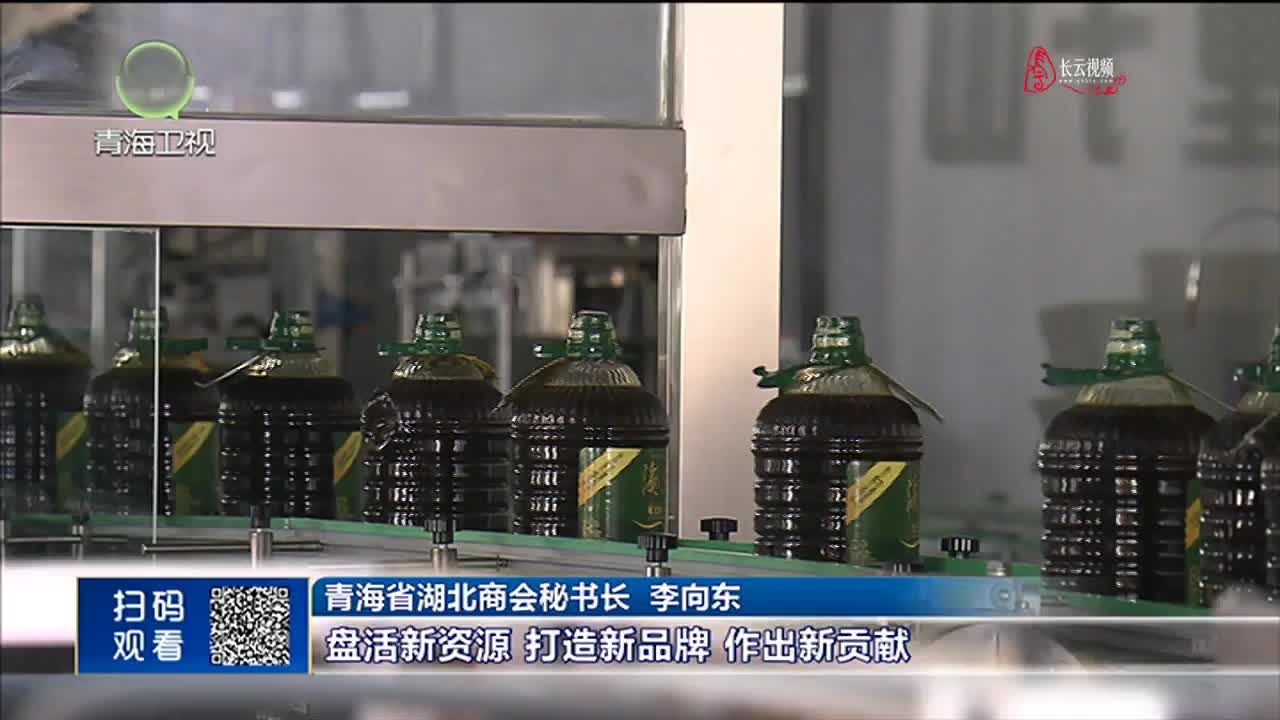 青海卫视
长云视频
扫码
观看
青海省湖北商会秘书长 李向东
盘活新资源 打造新品牌 作出新贡献